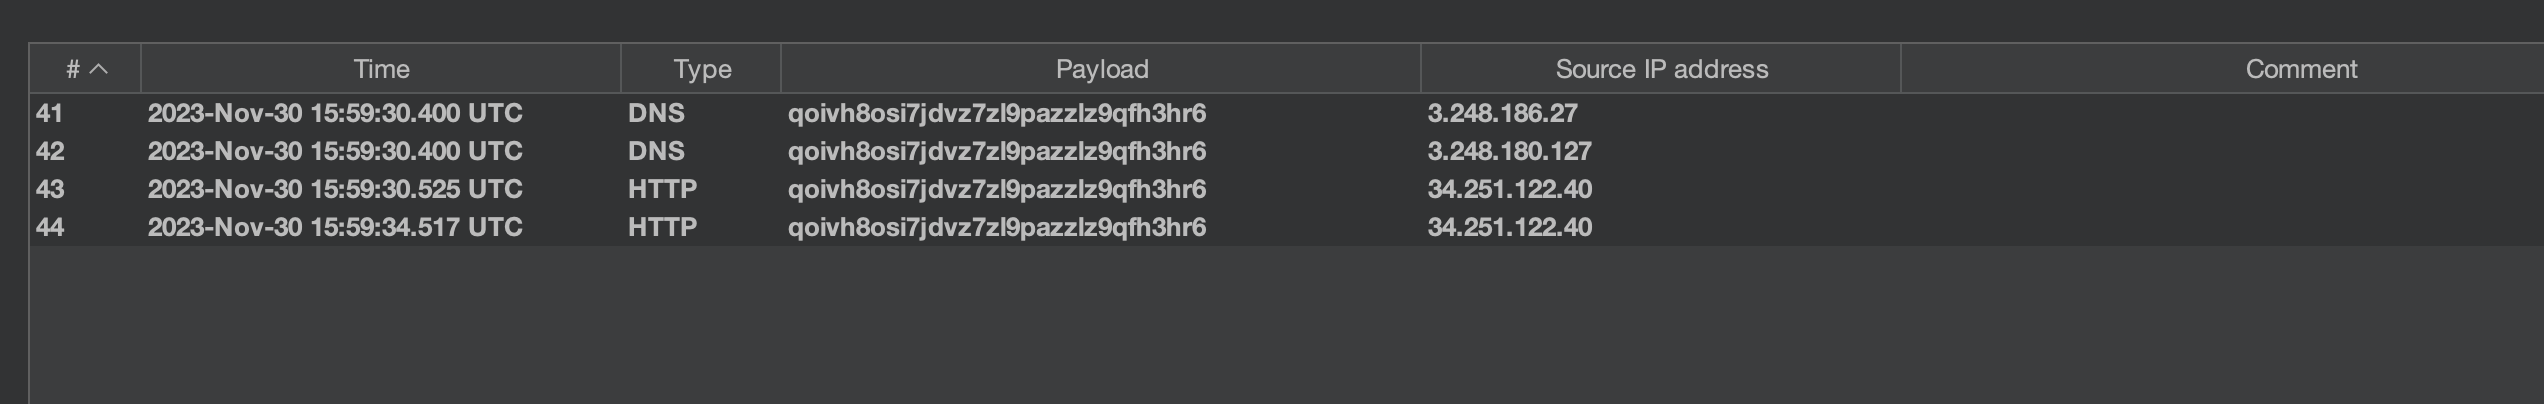 # Time Type Payload Source IP address Comment
41 2023-Nov-30 15:59:30.400 UTC DNS qoivh8osi7jdvz7zl9pazzlz9qfh3hr6 3.248.186.27
42 2023-Nov-30 15:59:30.400 UTC DNS qoivh8osi7jdvz7zl9pazzlz9qfh3hr6 3.248.180.127
43 2023-Nov-30 15:59:30.525 UTC HTTP qoivh8osi7jdvz7zl9pazzlz9qfh3hr6 34.251.122.40
44 2023-Nov-30 15:59:34.517 UTC HTTP qoivh8osi7jdvz7zl9pazzlz9qfh3hr6 34.251.122.40